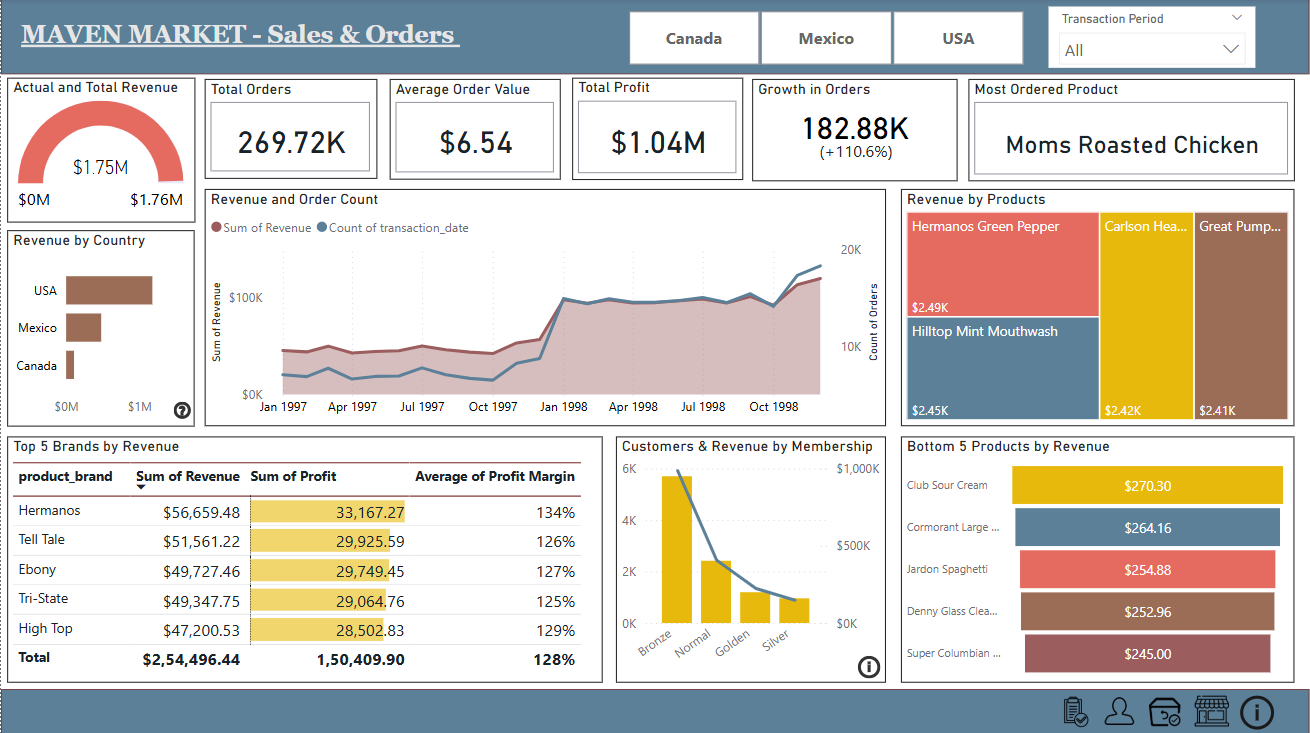 MAVEN MARKET - Sales & Orders
Canada
Mexico
USA
Transaction Period
All
Actual and Total Revenue
$1.75M
$0M
$1.76M
Total Orders
269.72K
Average Order Value
$6.54
Total Profit
$1.04M
Growth in Orders
182.88K
(+110.6%)
Most Ordered Product
Moms Roasted Chicken
Revenue by Country
USA
Mexico
Canada
$0M
$1M
Revenue and Order Count
Sum of Revenue
Count of transaction_date
Sum of Revenue
$100K
$0K
20K
10K
Count of Orders
Jan 1997
Apr 1997
Jul 1997
Oct 1997
Jan 1998
Apr 1998
Jul 1998
Oct 1998
Revenue by Products
Hermanos Green Pepper
$2.49K
Hilltop Mint Mouthwash
$2.45K
Carlson Hea...
$2.42K
Great Pump...
$2.41K
Top 5 Brands by Revenue
product_brand Sum of Revenue Sum of Profit Average of Profit Margin
Hermanos $56,659.48 33,167.27 134%
Tell Tale $51,561.22 29,925.59 126%
Ebony $49,727.46 29,749.45 127%
Tri-State $49,347.75 29,064.76 125%
High Top $47,200.53 28,502.83 129%
Total $2,54,496.44 1,50,409.90 128%
Customers & Revenue by Membership
6K
4K
2K
0K
$1,000K
$500K
$0K
Bronze
Normal
Golden
Silver
Bottom 5 Products by Revenue
Club Sour Cream $270.30
Cormorant Large ... $264.16
Jardon Spaghetti $254.88
Denny Glass Clea... $252.96
Super Columbian ... $245.00